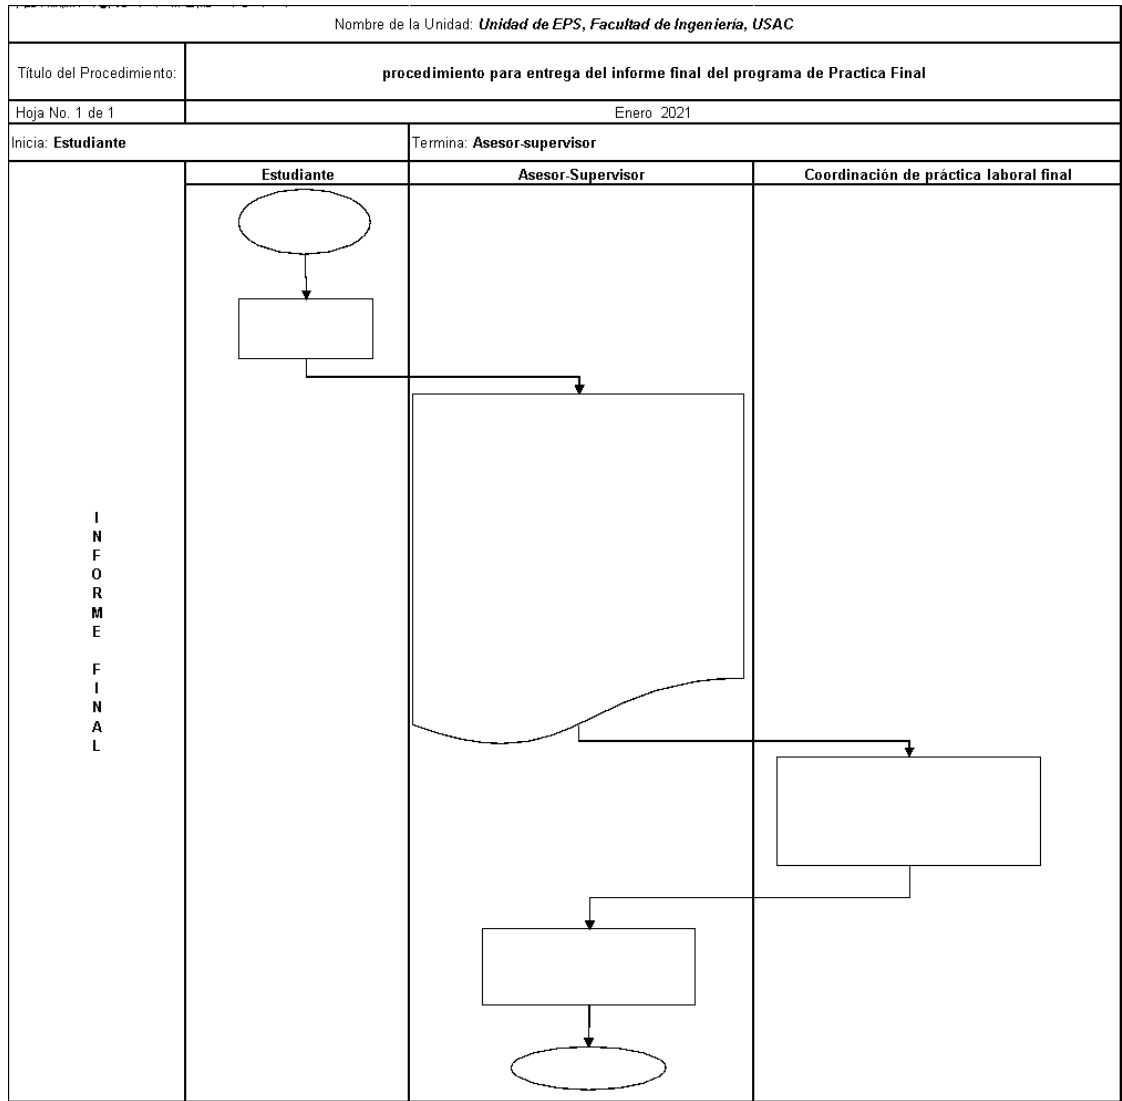 Nombre de la Unidad: Unidad de EPS, Facultad de Ingeniería, USAC
Título del Procedimiento:
procedimiento para entrega del informe final del programa de Practica Final
Hoja No. 1 de 1
Enero 2021
Inicia: Estudiante
Termina: Asesor-supervisor
Estudiante
Asesor-Supervisor
Coordinación de práctica laboral final
INFORME FINAL